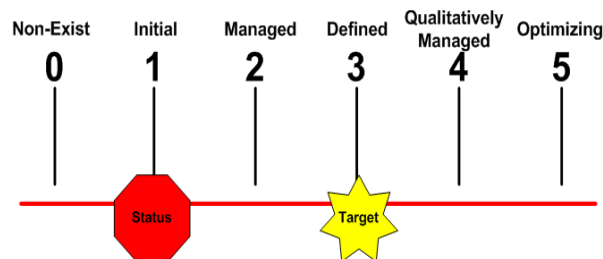 Non-Exist Initial Managed Defined Qualitatively Managed Optimizing
0 1 2 3 4 5
Status Target